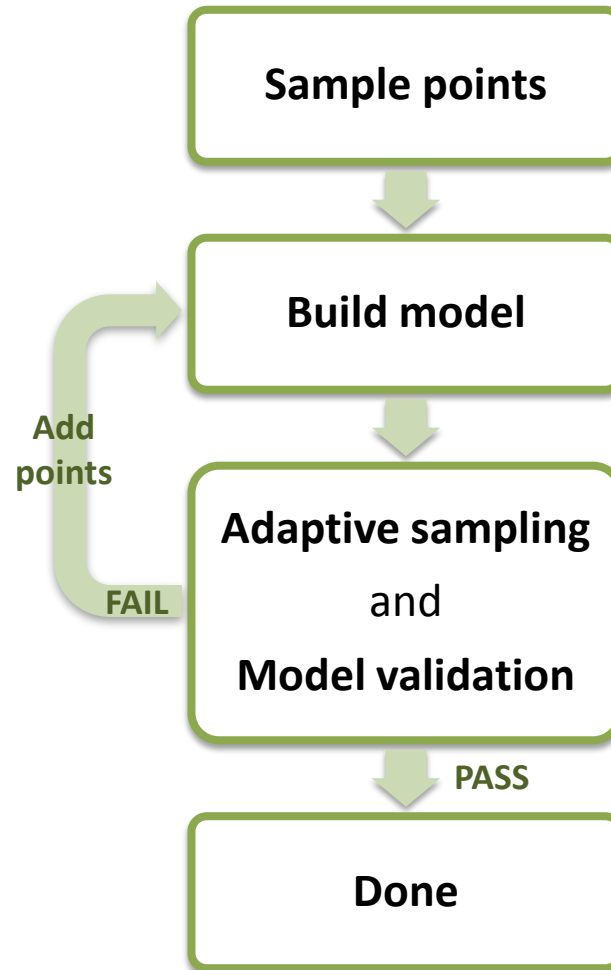 Sample points
Build model
Add
points
Adaptive sampling
and
Model validation
FAIL
PASS
Done